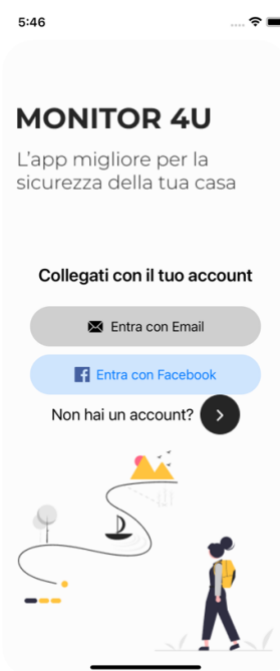 5:46
MONITOR 4U
L'app migliore per la
sicurezza della tua casa
Collegati con il tuo account
Entra con Email
Entra con Facebook
Non hai un account?